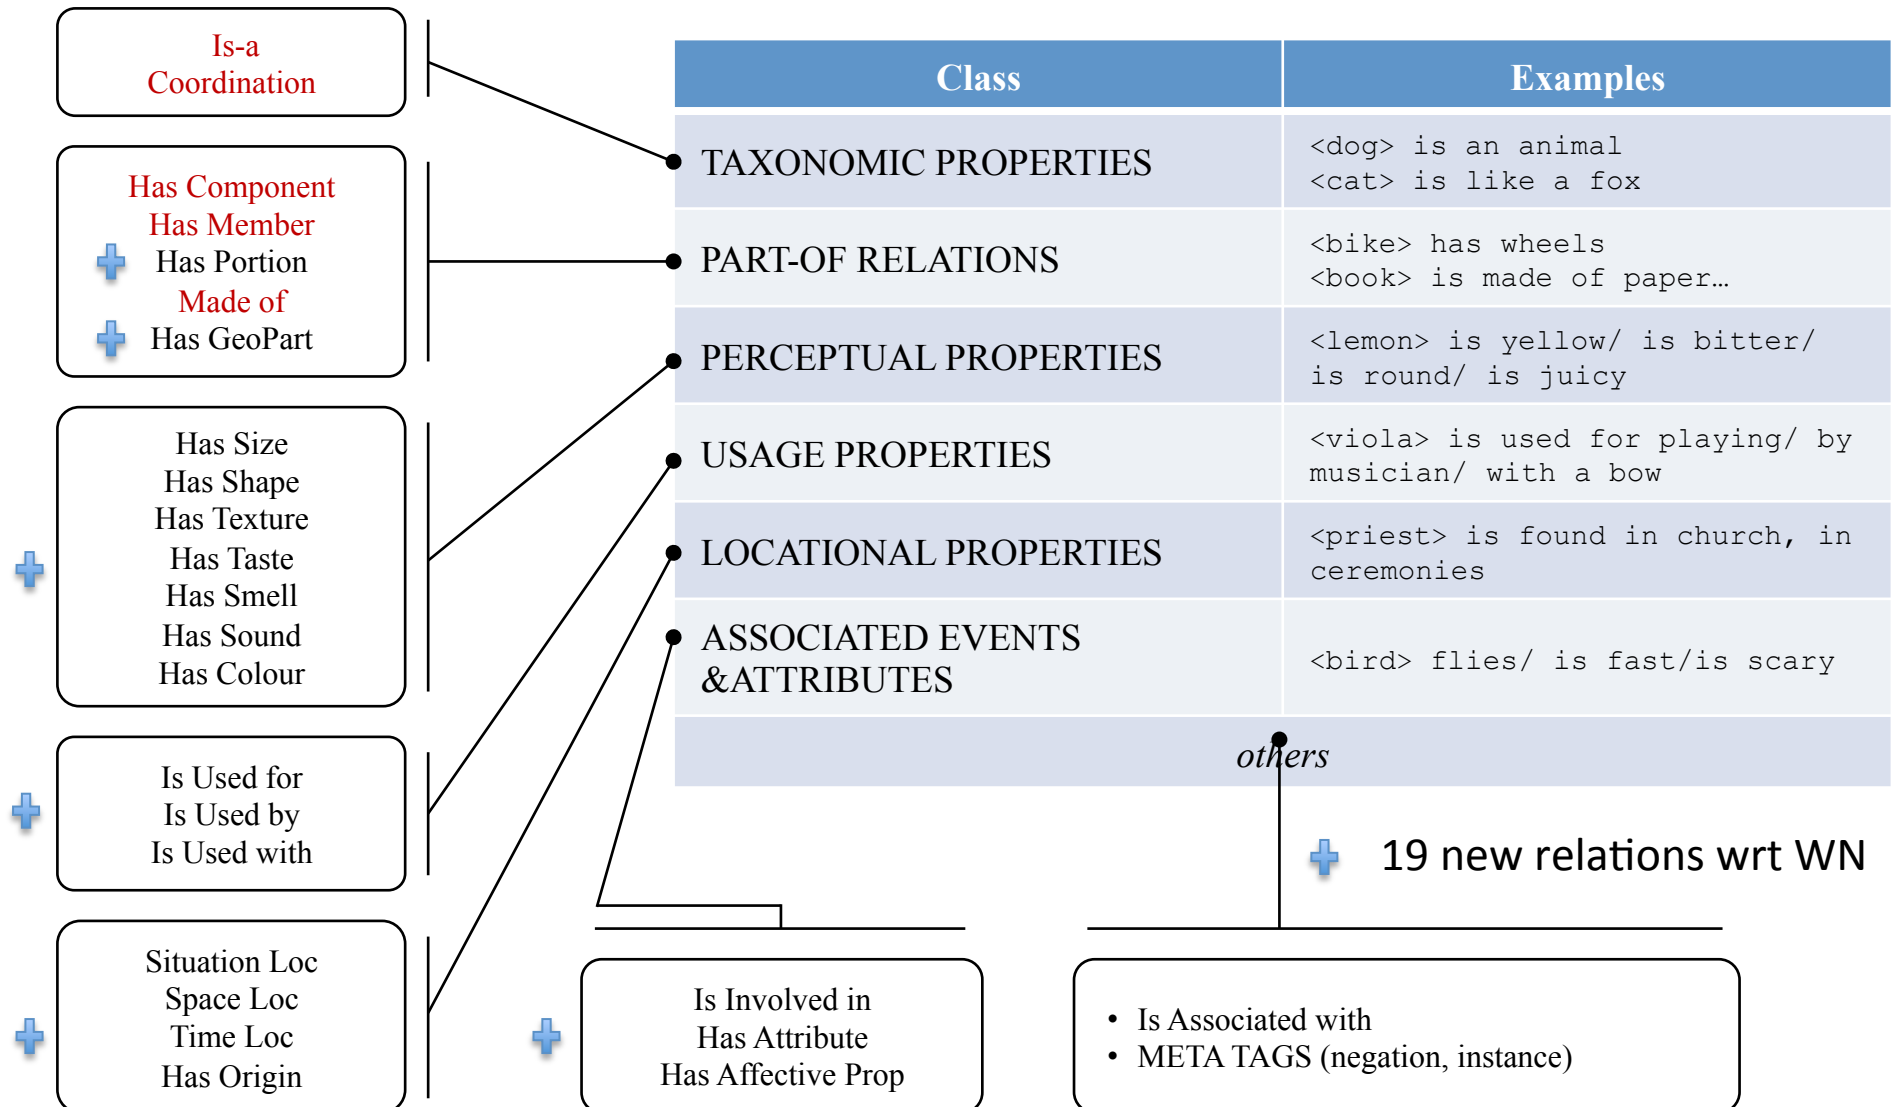 Is-a
Coordination
Has Component
Has Member
Has Portion
Made of
Has GeoPart
Has Size
Has Shape
Has Texture
Has Taste
Has Smell
Has Sound
Has Colour
Is Used for
Is Used by
Is Used with
Situation Loc
Space Loc
Time Loc
Has Origin
Class
Examples
TAXONOMIC PROPERTIES
<dog> is an animal
<cat> is like a fox
PART-OF RELATIONS
<bike> has wheels
<book> is made of paper…
PERCEPTUAL PROPERTIES
<lemon> is yellow/ is bitter/
is round/ is juicy
USAGE PROPERTIES
<viola> is used for playing/ by
musician/ with a bow
LOCATIONAL PROPERTIES
<priest> is found in church, in
ceremonies
ASSOCIATED EVENTS
&ATTRIBUTES
<bird> flies/ is fast/is scary
others
19 new relations wrt WN
Is Involved in
Has Attribute
Has Affective Prop
• Is Associated with
• META TAGS (negation, instance)